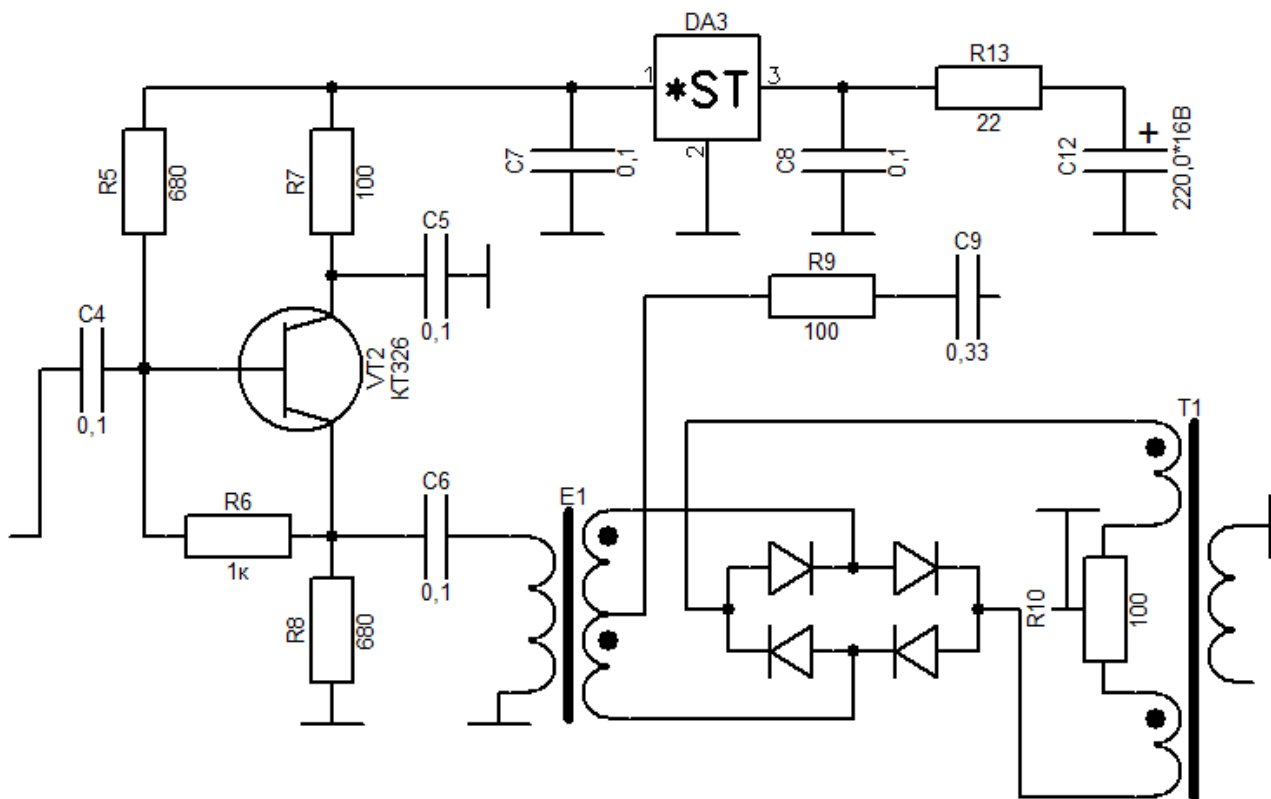 DA3
1
*ST
3
2
R13
22
C7
0,1
C8
0,1
C12
+
220,0*16В
R5
680
R7
100
C5
0,1
R9
100
C9
0,33
C4
0,1
VT2
КТ326
R6
1к
C6
0,1
R8
680
E1
T1
R10
100